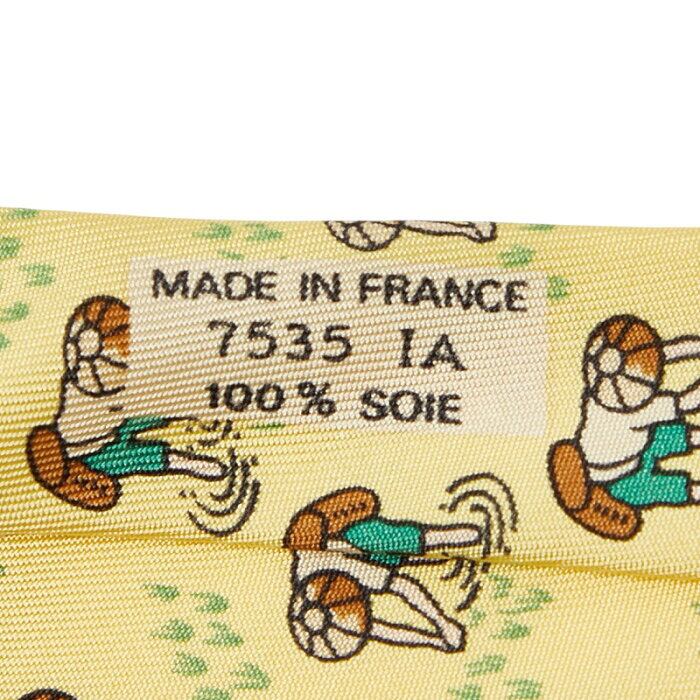 MADE IN FRANCE
7535 IA
100% SOIE